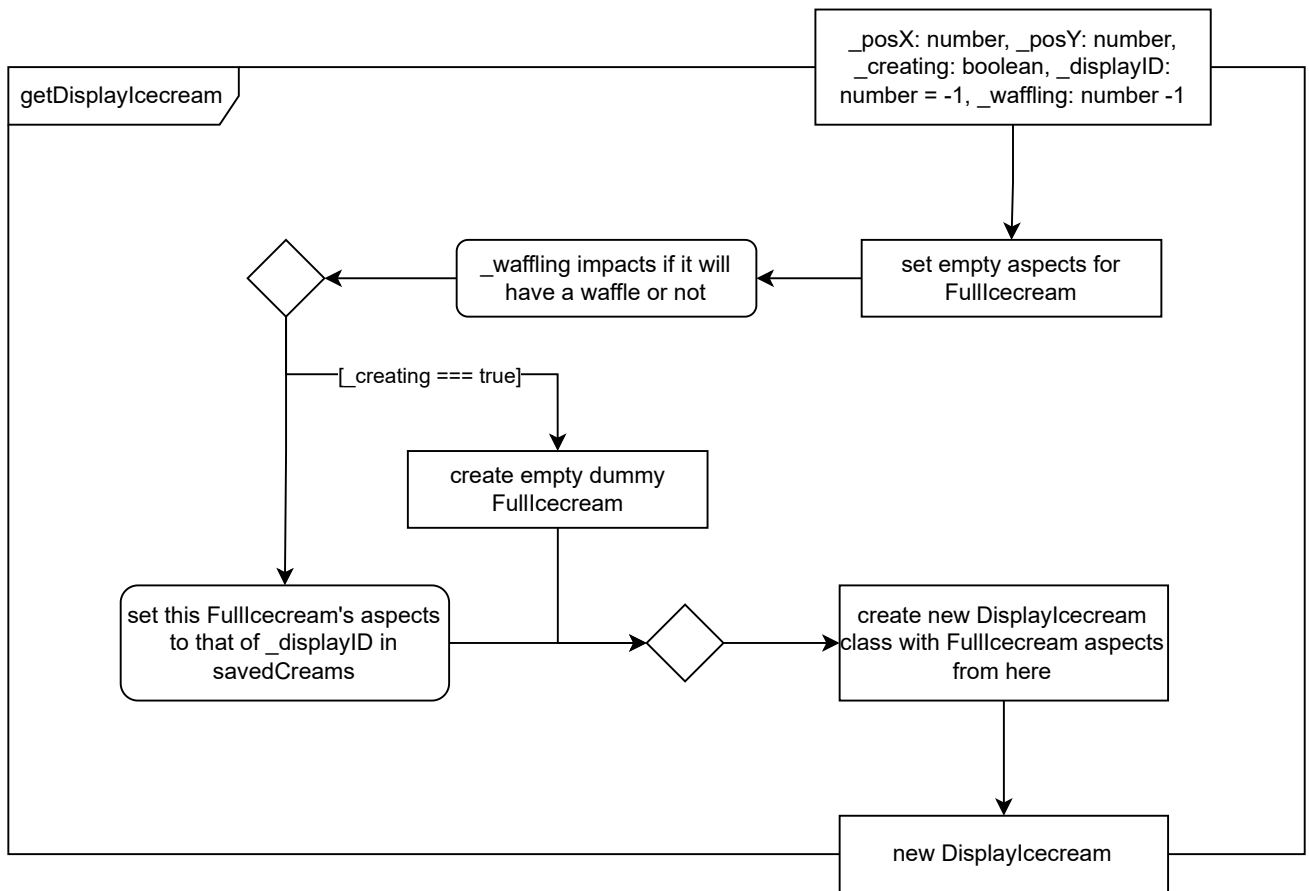 _posX: number, _posY: number,
_creating: boolean, _displayID:
number = -1, _waffling: number -1
getDisplayIcecream
_waffling impacts if it will
have a waffle or not
set empty aspects for
FullIcecream
[_creating === true]
create empty dummy
FullIcecream
set this FullIcecream's aspects
to that of _displayID in
savedCreams
create new DisplayIcecream
class with FullIcecream aspects
from here
new DisplayIcecream